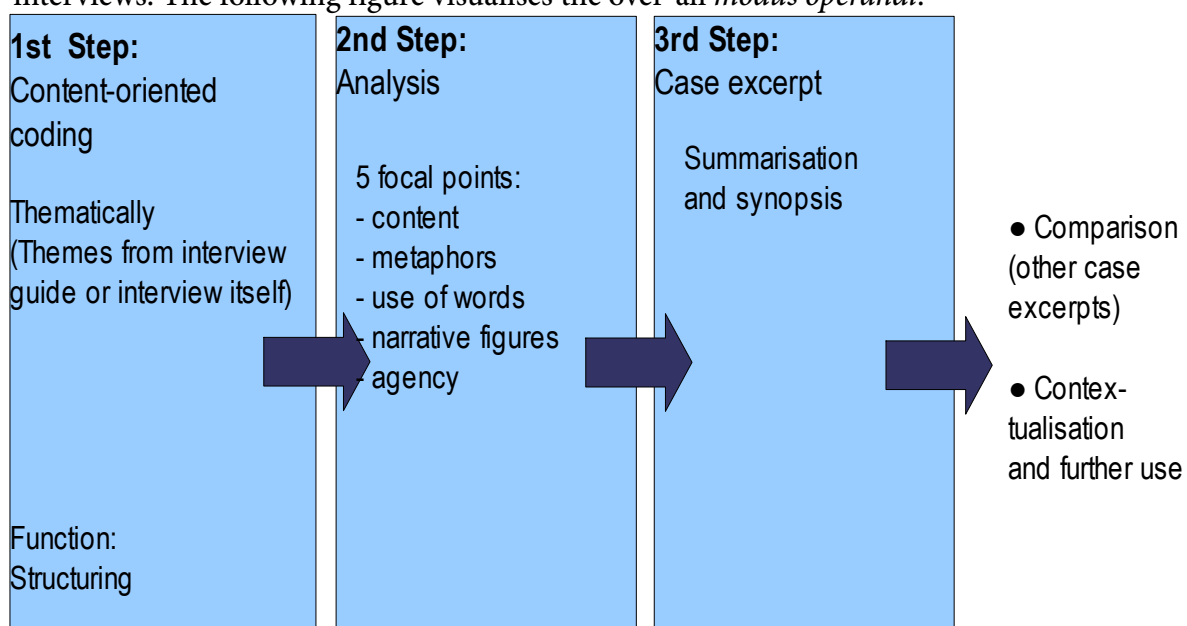 interviews. The following figure visualises the over-all modus operandi:
1st Step:
Content-oriented
coding
Thematically
(Themes from interview
guide or interview itself)
Function:
Structuring
2nd Step:
Analysis
5 focal points:
- content
- metaphors
- use of words
- narrative figures
- agency
3rd Step:
Case excerpt
Summarisation
and synopsis
● Comparison
(other case
excerpts)
● Contex-
tualisation
and further use